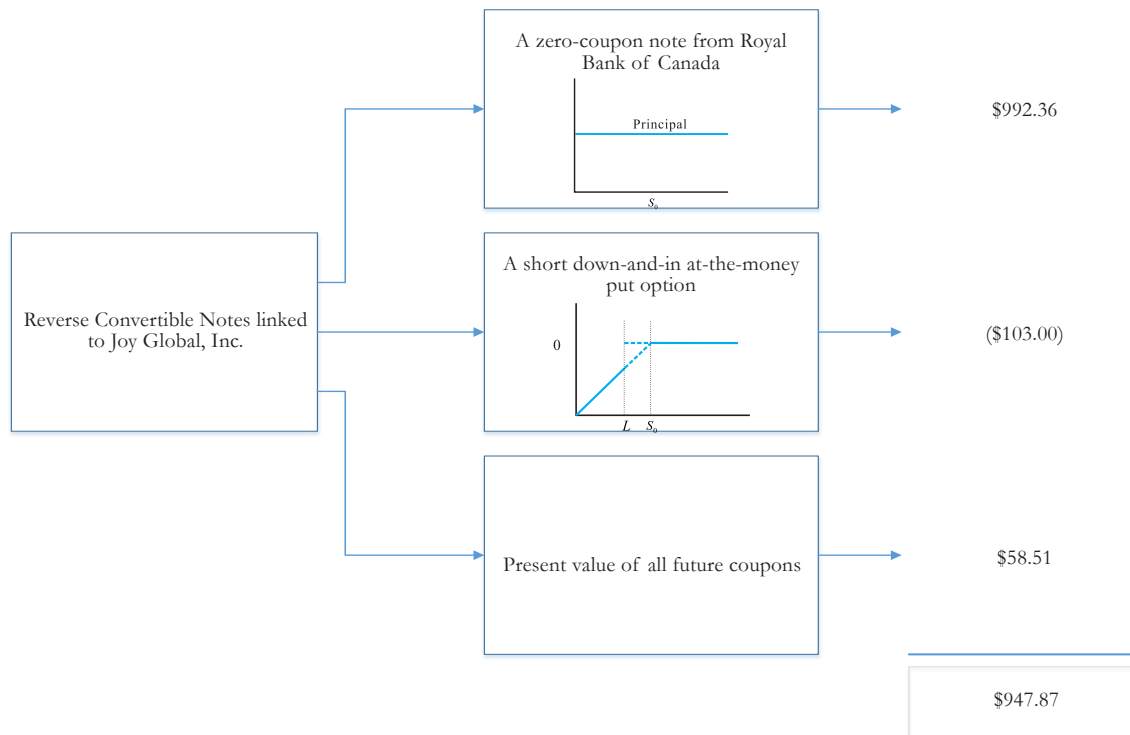 A zero-coupon note from Royal
Bank of Canada
Principal
S₀
$992.36
Reverse Convertible Notes linked
to Joy Global, Inc.
A short down-and-in at-the-money
put option
0
L S₀
($103.00)
Present value of all future coupons
$58.51
$947.87